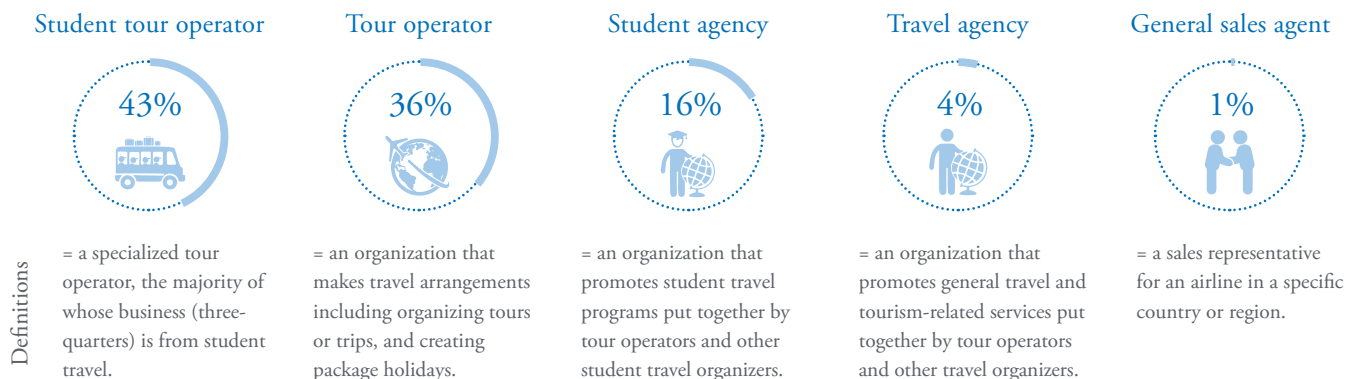 Student tour operator
Tour operator
Student agency
Travel agency
General sales agent
43%
36%
16%
4%
1%
Definitions
= a specialized tour
operator, the majority of
whose business (three-
quarters) is from student
travel.
= an organization that
makes travel arrangements
including organizing tours
or trips, and creating
package holidays.
= an organization that
promotes student travel
programs put together by
tour operators and other
student travel organizers.
= an organization that
promotes general travel and
tourism-related services put
together by tour operators
and other travel organizers.
= a sales representative
for an airline in a specific
country or region.